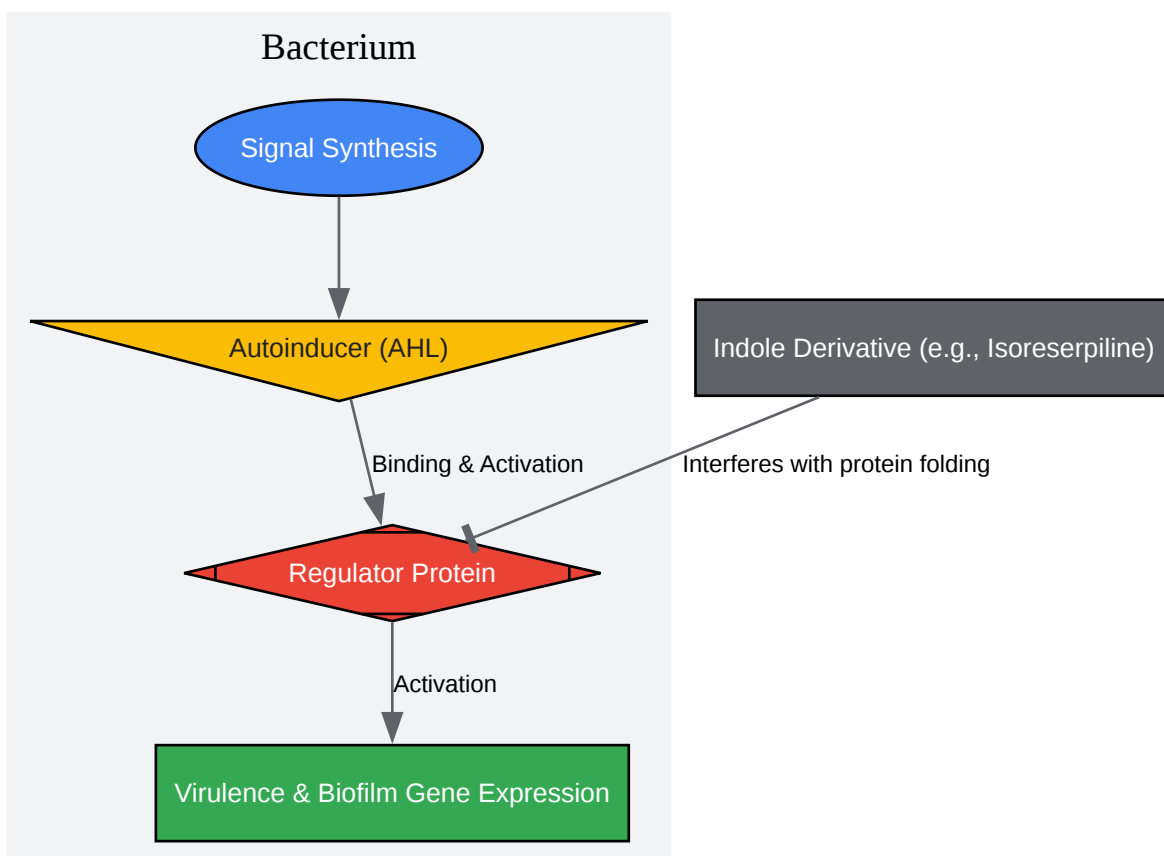 Bacterium
Signal Synthesis
Autoinducer (AHL)
Indole Derivative (e.g., Isoreserpiline)
Binding & Activation
Interferes with protein folding
Regulator Protein
Activation
Virulence & Biofilm Gene Expression